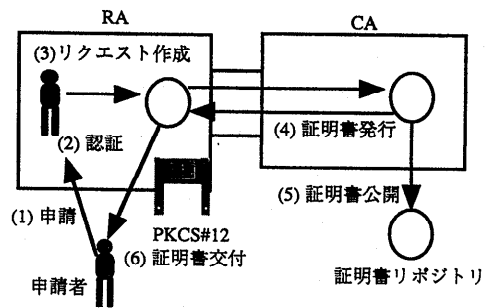 RA
CA
(3)リクエスト作成
(2) 認証
(4) 証明書発行
(1) 申請
(5) 証明書公開
PKCS#12
(6) 証明書交付
申請者
証明書リポジトリ